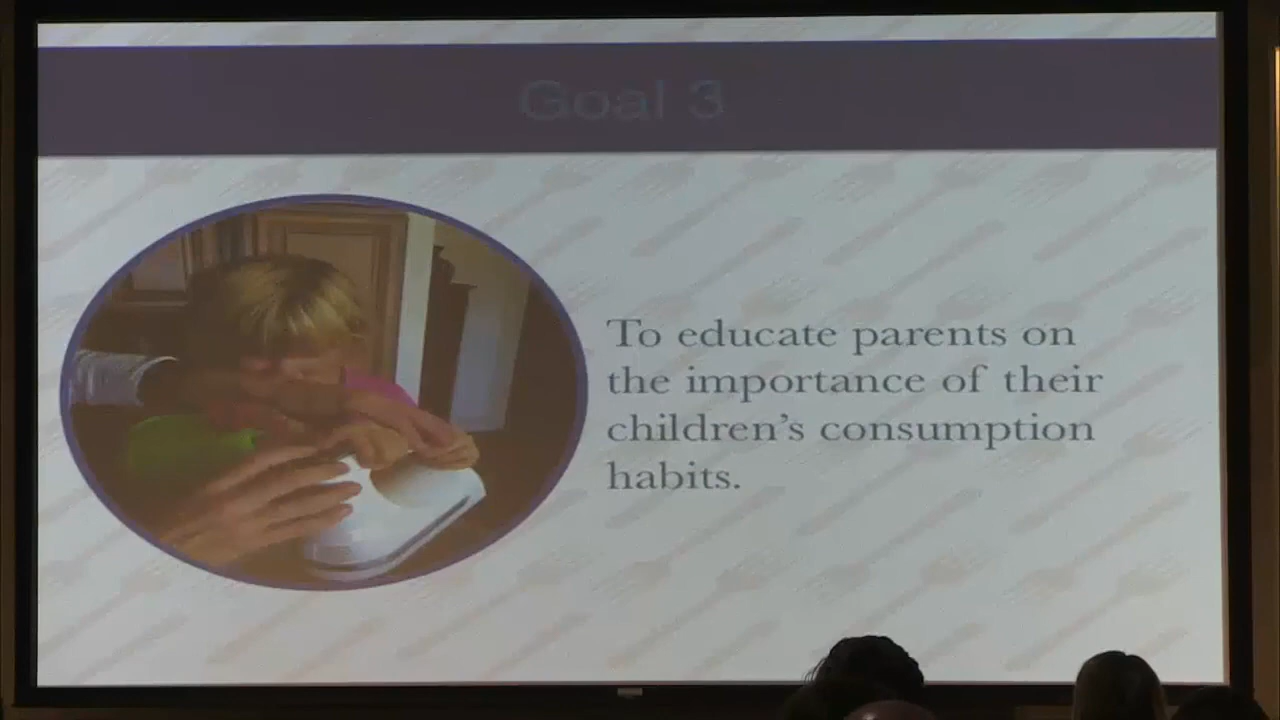 Goal 3
To educate parents on
the importance of their
children's consumption
habits.